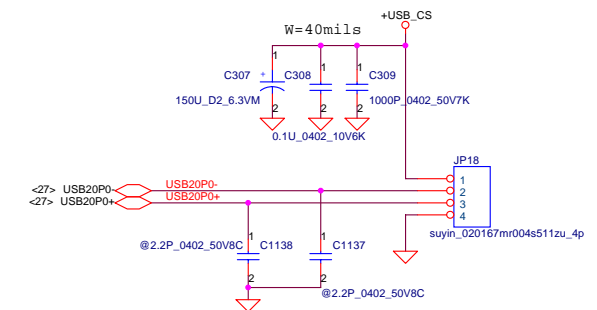 +USB_CS
W=40mils
1
1
1
C307
+
C308
C309
150U_D2_6.3VM
1000P_0402_50V7K
2
2
2
0.1U_0402_10V6K
JP18
1
2
3
4
suyin_020167mr004s511zu_4p
<27> USB20P0-
USB20P0-
<27> USB20P0+
USB20P0+
1
1
@2.2P_0402_50V8C
C1138
C1137
2
2
@2.2P_0402_50V8C